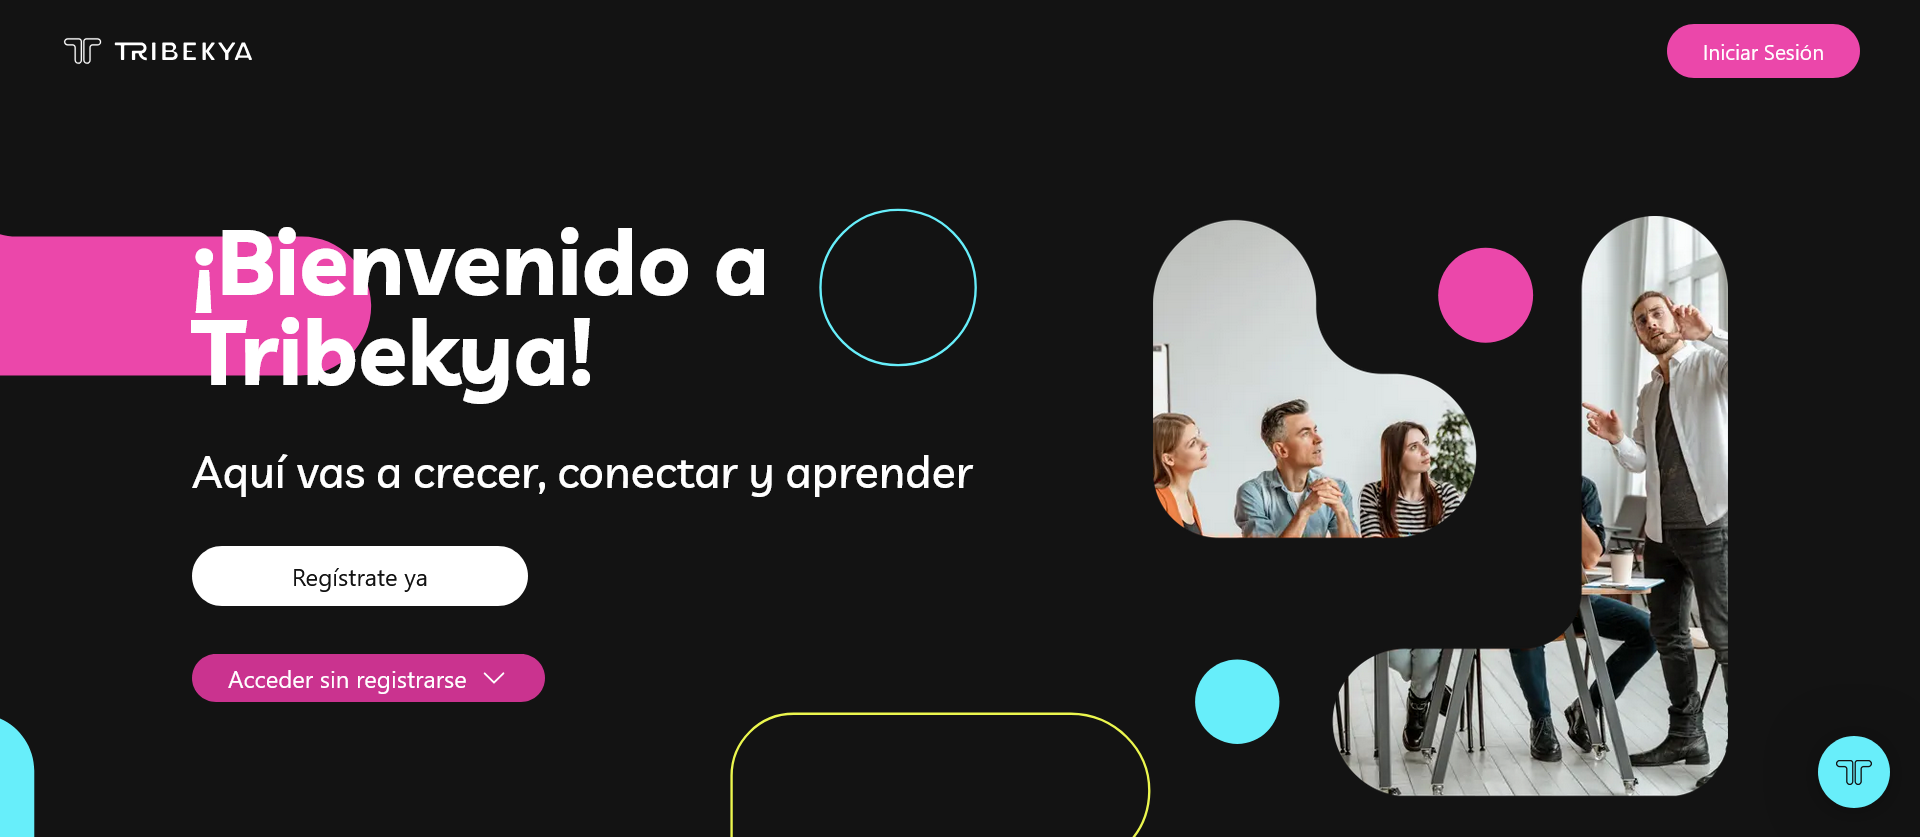 TRIBEKYA
Iniciar Sesión
¡Bienvenido a
Tribekya!
Aquí vas a crecer, conectar y aprender
Regístrate ya
Acceder sin registrarse